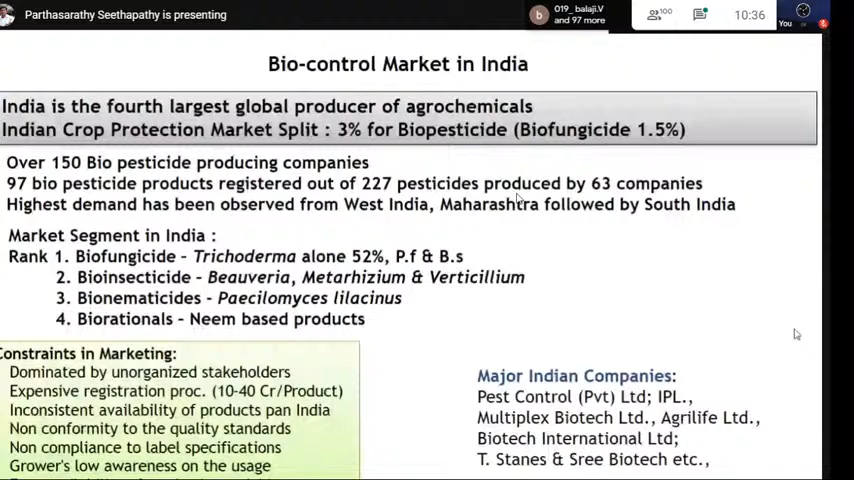 Parthasarathy Seethapathy is presenting
b
019_ balaji.V
and 97 more
100
10:36
You
Bio-control Market in India
India is the fourth largest global producer of agrochemicals
Indian Crop Protection Market Split : 3% for Biopesticide (Biofungicide 1.5%)
Over 150 Bio pesticide producing companies
97 bio pesticide products registered out of 227 pesticides produced by 63 companies
Highest demand has been observed from West India, Maharashtra followed by South India
Market Segment in India :
Rank 1. Biofungicide – Trichoderma alone 52%, P.f & B.s
2. Bioinsecticide – Beauveria, Metarhizium & Verticillium
3. Bionematicides - Paecilomyces lilacinus
4. Biorationals – Neem based products
Constraints in Marketing:
Dominated by unorganized stakeholders
Expensive registration proc. (10-40 Cr/Product)
Inconsistent availability of products pan India
Non conformity to the quality standards
Non compliance to label specifications
Grower's low awareness on the usage
Major Indian Companies:
Pest Control (Pvt) Ltd; IPL.,
Multiplex Biotech Ltd., Agrilife Ltd.,
Biotech International Ltd;
T. Stanes & Sree Biotech etc.,